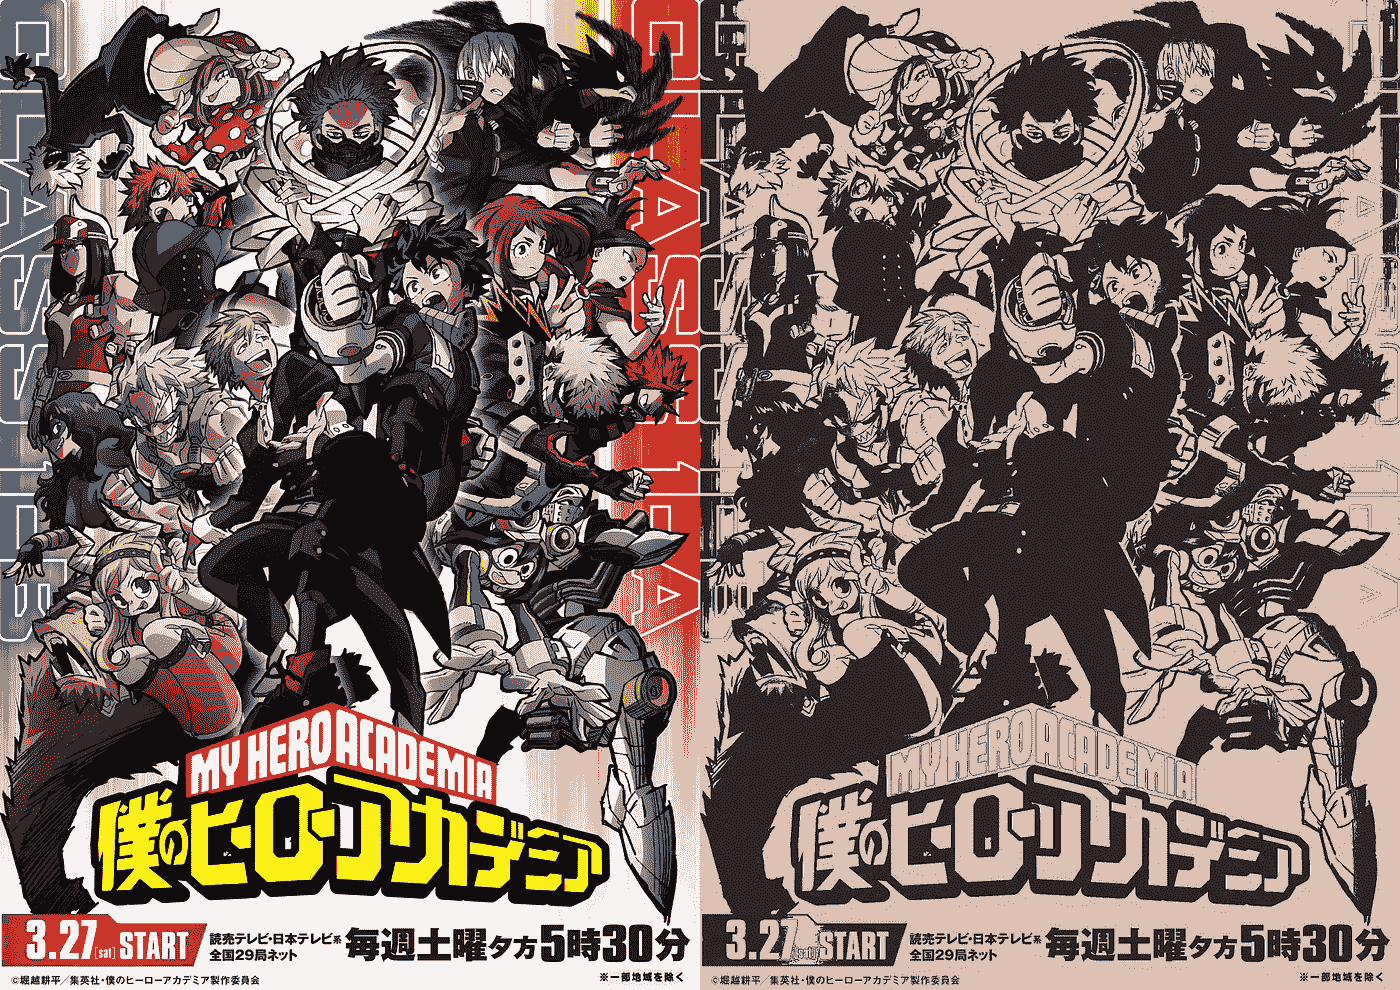 CLASS 1-B
CLASS 1-A
MY HERO ACADEMIA
僕のヒーローアカデミア
3.27[sat]START
読売テレビ・日本テレビ系
全国29局ネット
毎週土曜夕方5時30分
©堀越耕平/集英社・僕のヒーローアカデミア製作委員会
※一部地域を除く
CLASS 1-B
CLASS 1-A
MY HERO ACADEMIA
僕のヒーローアカデミア
3.27[sat]START
読売テレビ・日本テレビ系
全国29局ネット
毎週土曜夕方5時30分
©堀越耕平/集英社・僕のヒーローアカデミア製作委員会
※一部地域を除く